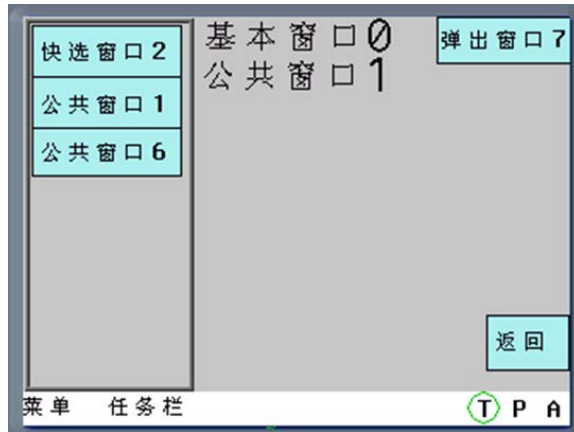 快选窗口2
公共窗口1
公共窗口6
基本窗口0
公共窗口1
弹出窗口7
返回
菜单 任务栏
T P A